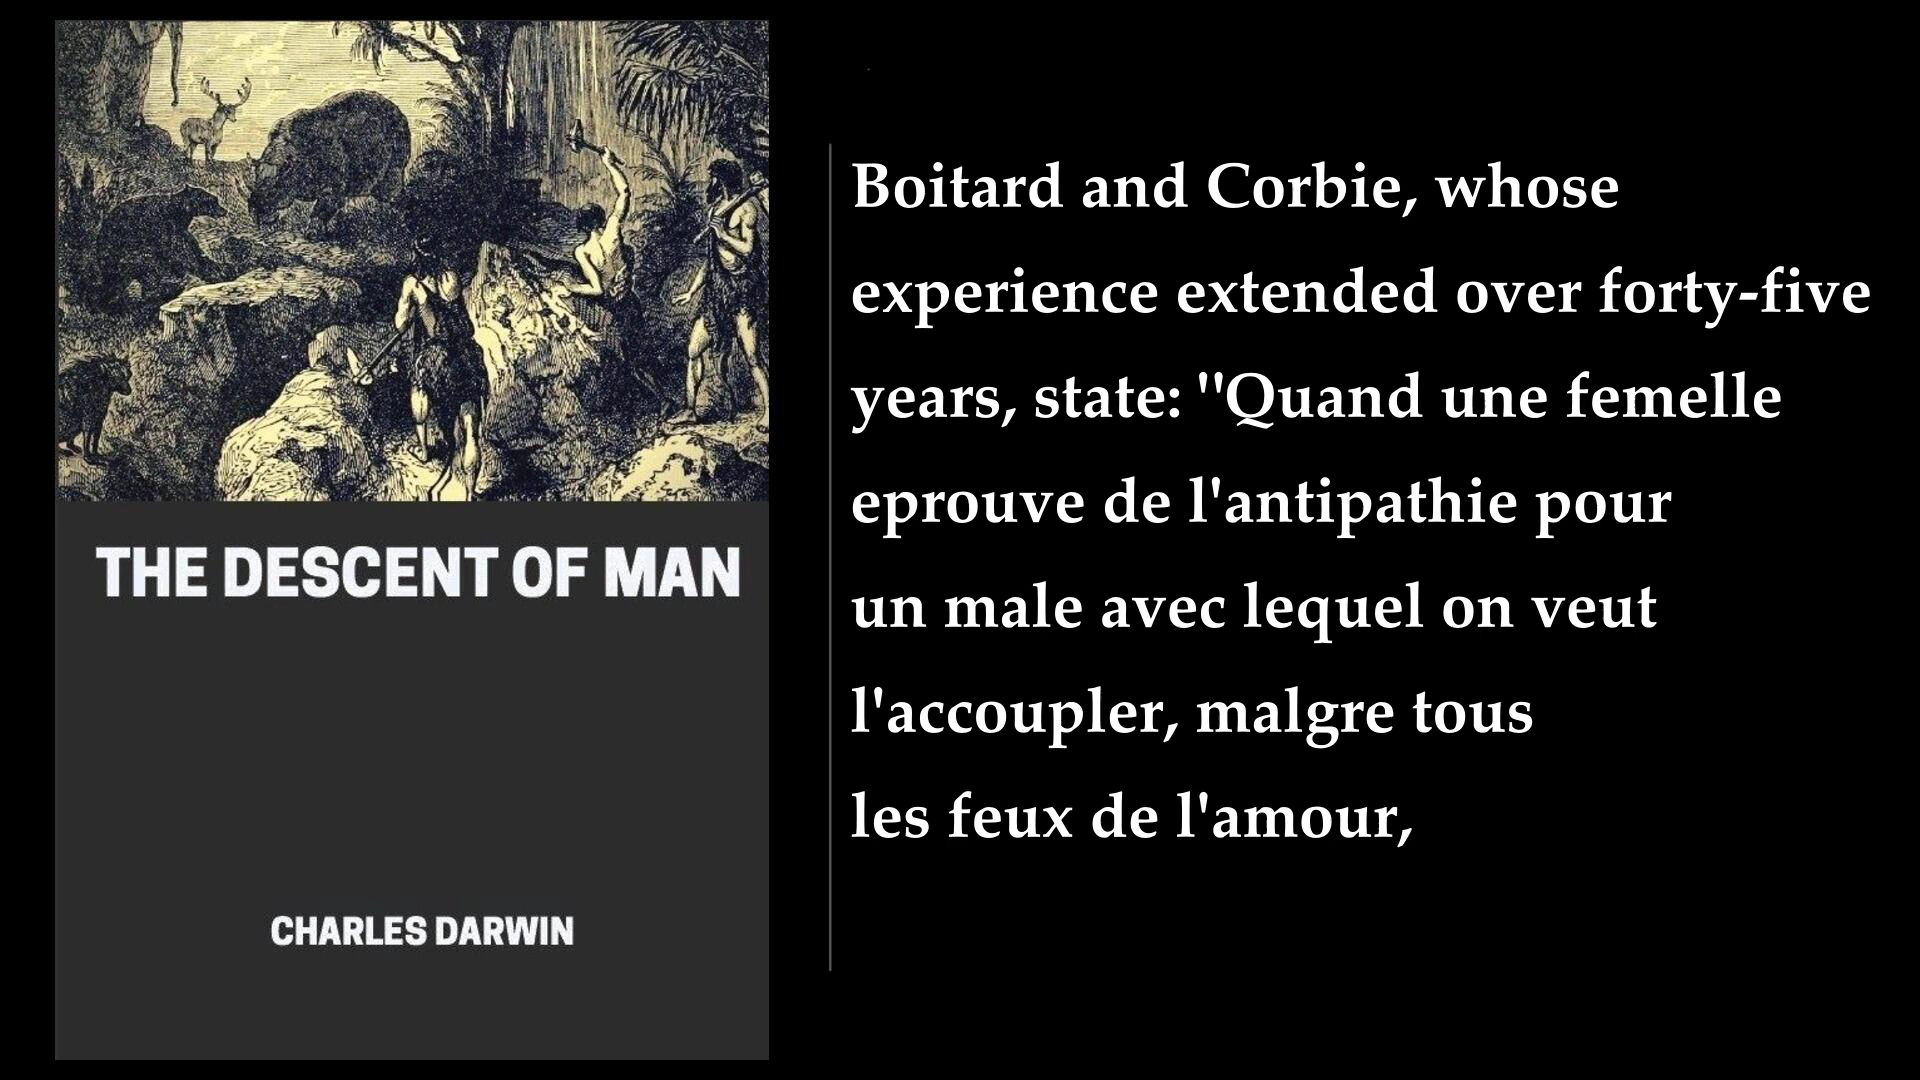 THE DESCENT OF MAN
CHARLES DARWIN
Boitard and Corbie, whose
experience extended over forty-five
years, state: "Quand une femelle
eprouve de l'antipathie pour
un male avec lequel on veut
l'accoupler, malgre tous
les feux de l'amour,